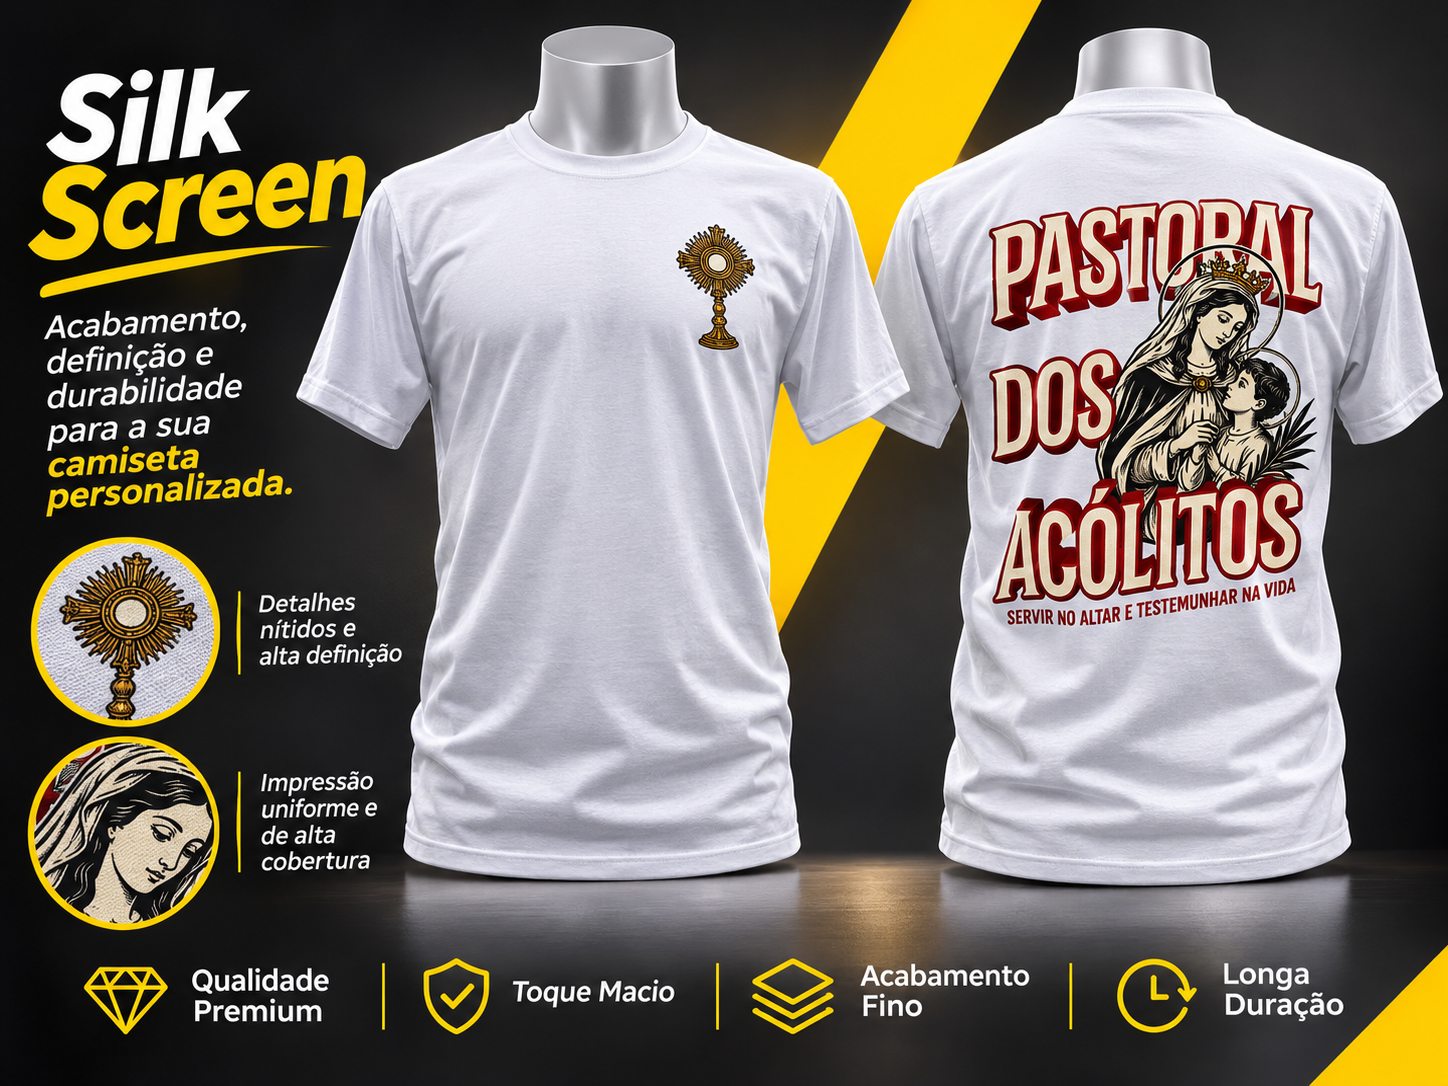 Silk
Screen
Acabamento,
definição e
durabilidade
para a sua
camiseta
personalizada.
Detalhes
nítidos e
alta definição
Impressão
uniforme e
de alta
cobertura
PASTORAL
DOS
ACÓLITOS
SERVIR NO ALTAR E TESTEMUNHAR NA VIDA
Qualidade
Premium
Toque Macio
Acabamento
Fino
Longa
Duração